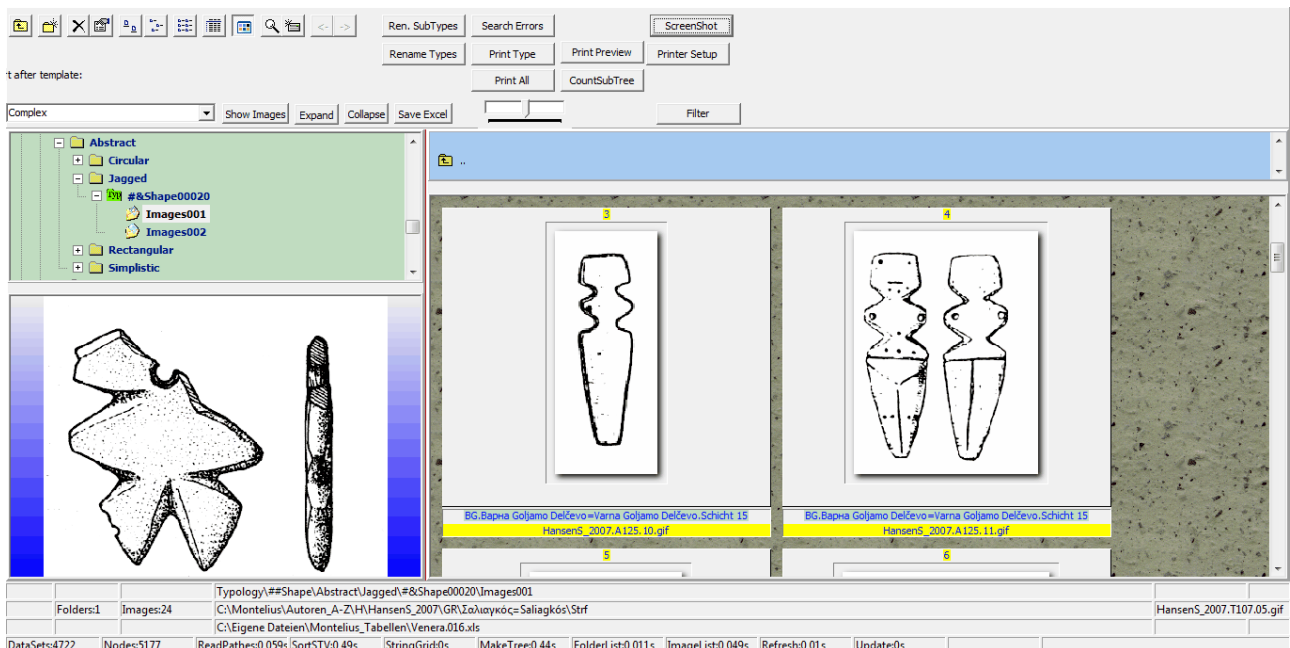 Ren. SubTypes Search Errors ScreenShot
Rename Types Print Type Print Preview Printer Setup
t after template:
Print All CountSubTree
Complex Show Images Expand Collapse Save Excel Filter
Abstract
Circular
Jagged
Typ #&Shape00020
Images001
Images002
Rectangular
Simplistic
..
3
BG.Варна Goljamo Delčevo=Varna Goljamo Delčevo.Schicht 15
HansenS_2007.A125.10.gif
4
BG.Варна Goljamo Delčevo=Varna Goljamo Delčevo.Schicht 15
HansenS_2007.A125.11.gif
5
6
Typology\##Shape\Abstract\Jagged\#&Shape00020\Images001
Folders:1 Images:24 C:\Montelius\Autoren_A-Z\H\HansenS_2007\GR\Σαλιαγκός=Saliagkós\Strf HansenS_2007.T107.05.gif
C:\Eigene Dateien\Montelius_Tabellen\Venera.016.xls
DataSets:4722 Nodes:5177 ReadPathes:0.059s SortSTV:0.49s StringGrid:0s MakeTree:0.44s FolderList:0.011s ImageList:0.049s Refresh:0.01s Update:0s